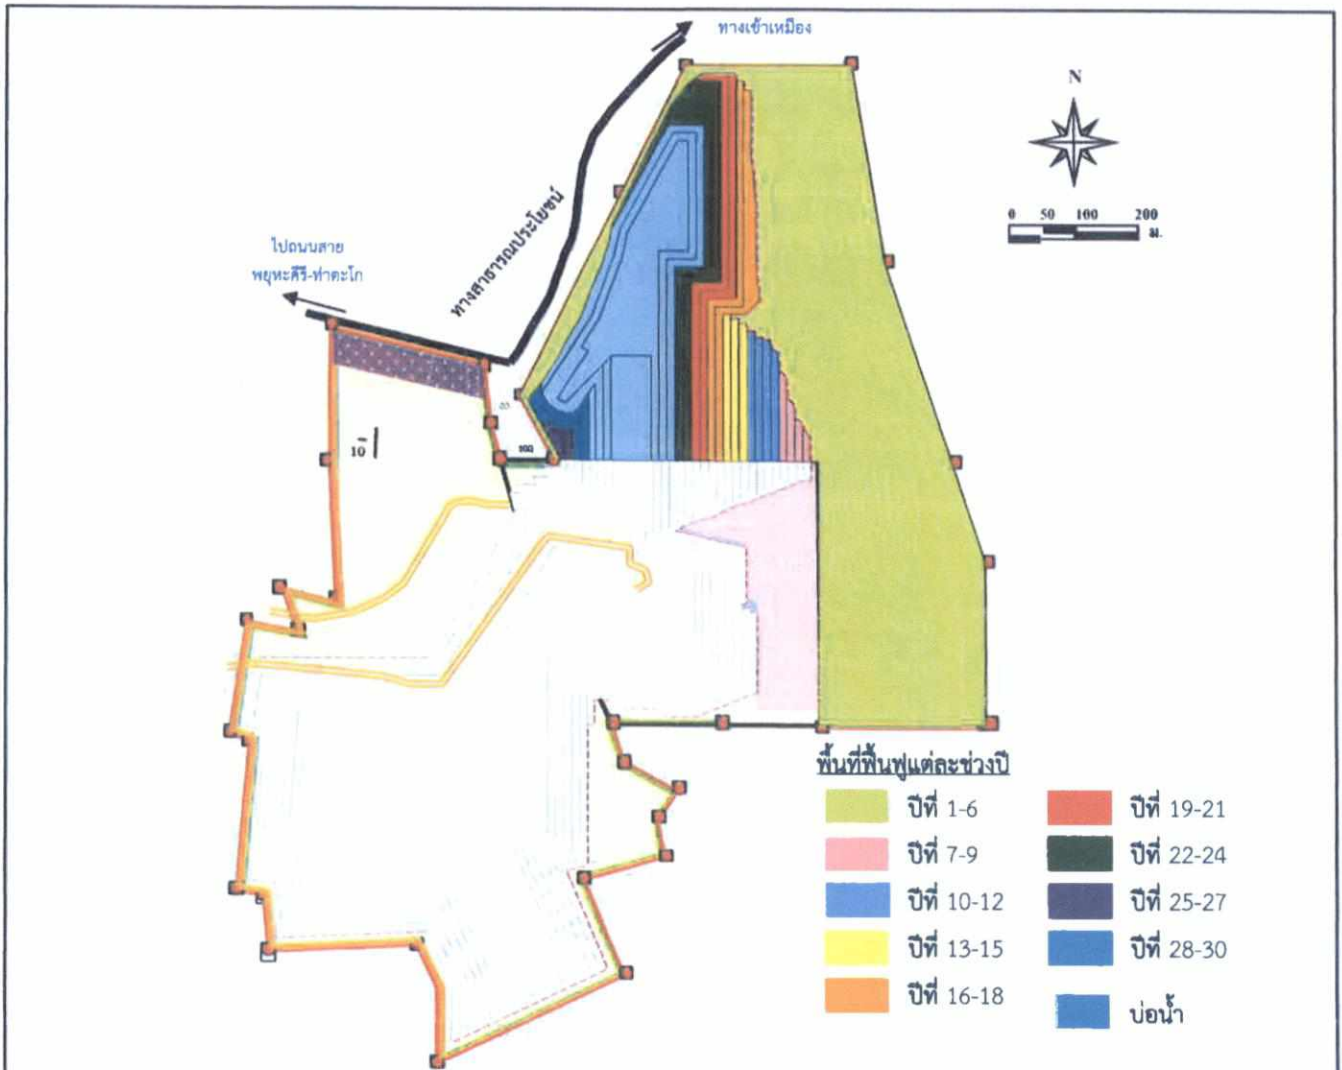 ทางเข้าเหมือง
N
0 50 100 200
ม.
ทางสาธารณประโยชน์
ไปถนนสาย
พยุหะคีรี-ท่าตะโก
10
พื้นที่ฟื้นฟูแต่ละช่วงปี
ปีที่ 1-6
ปีที่ 7-9
ปีที่ 10-12
ปีที่ 13-15
ปีที่ 16-18
ปีที่ 19-21
ปีที่ 22-24
ปีที่ 25-27
ปีที่ 28-30
บ่อน้ำ